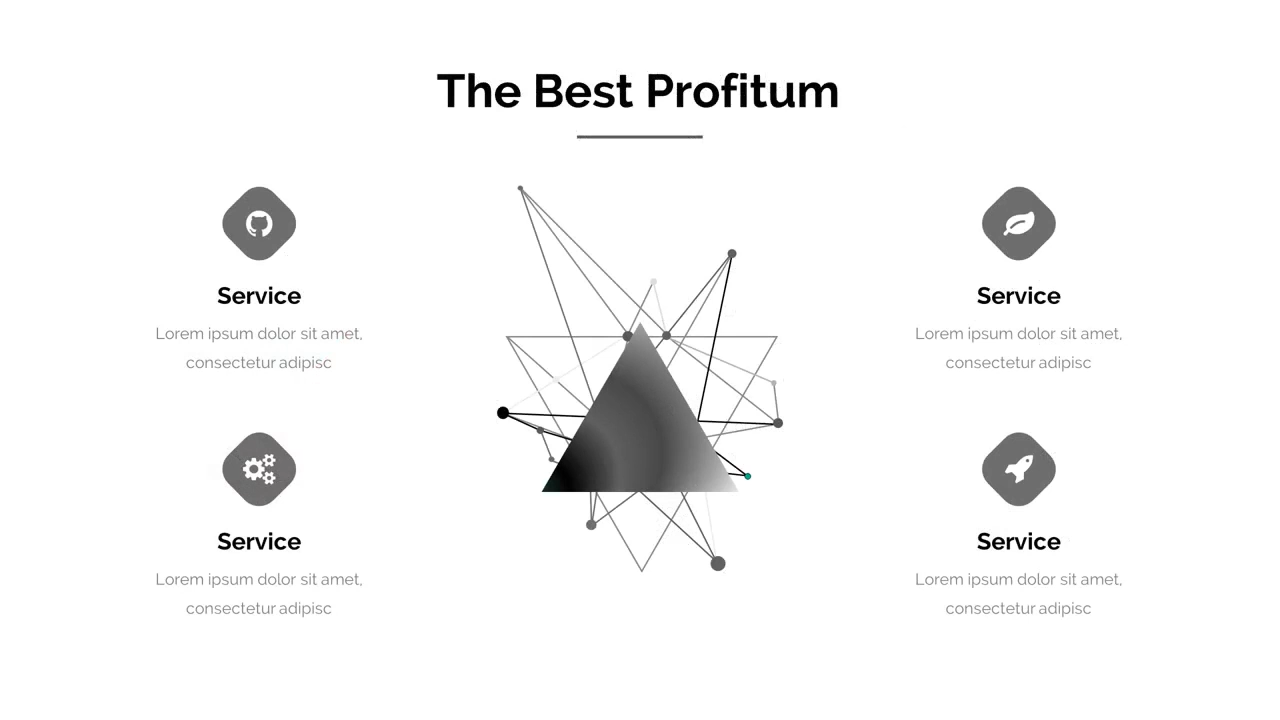 The Best Profitum
Service
Lorem ipsum dolor sit amet,
consectetur adipisc
Service
Lorem ipsum dolor sit amet,
consectetur adipisc
Service
Lorem ipsum dolor sit amet,
consectetur adipisc
Service
Lorem ipsum dolor sit amet,
consectetur adipisc